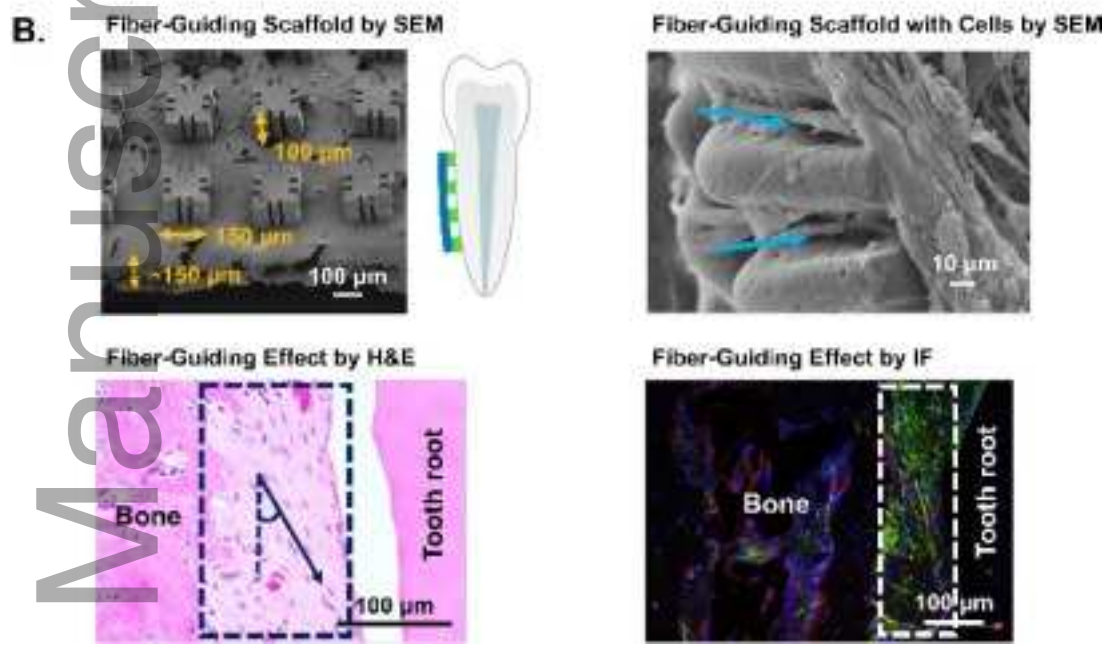 B.
Fiber-Guiding Scaffold by SEM
100 μm
150 μm
~150 μm
100 μm
Fiber-Guiding Scaffold with Cells by SEM
10 μm
Fiber-Guiding Effect by H&E
Bone
Tooth root
100 μm
Fiber-Guiding Effect by IF
Bone
Tooth root
100 μm
Manuscr